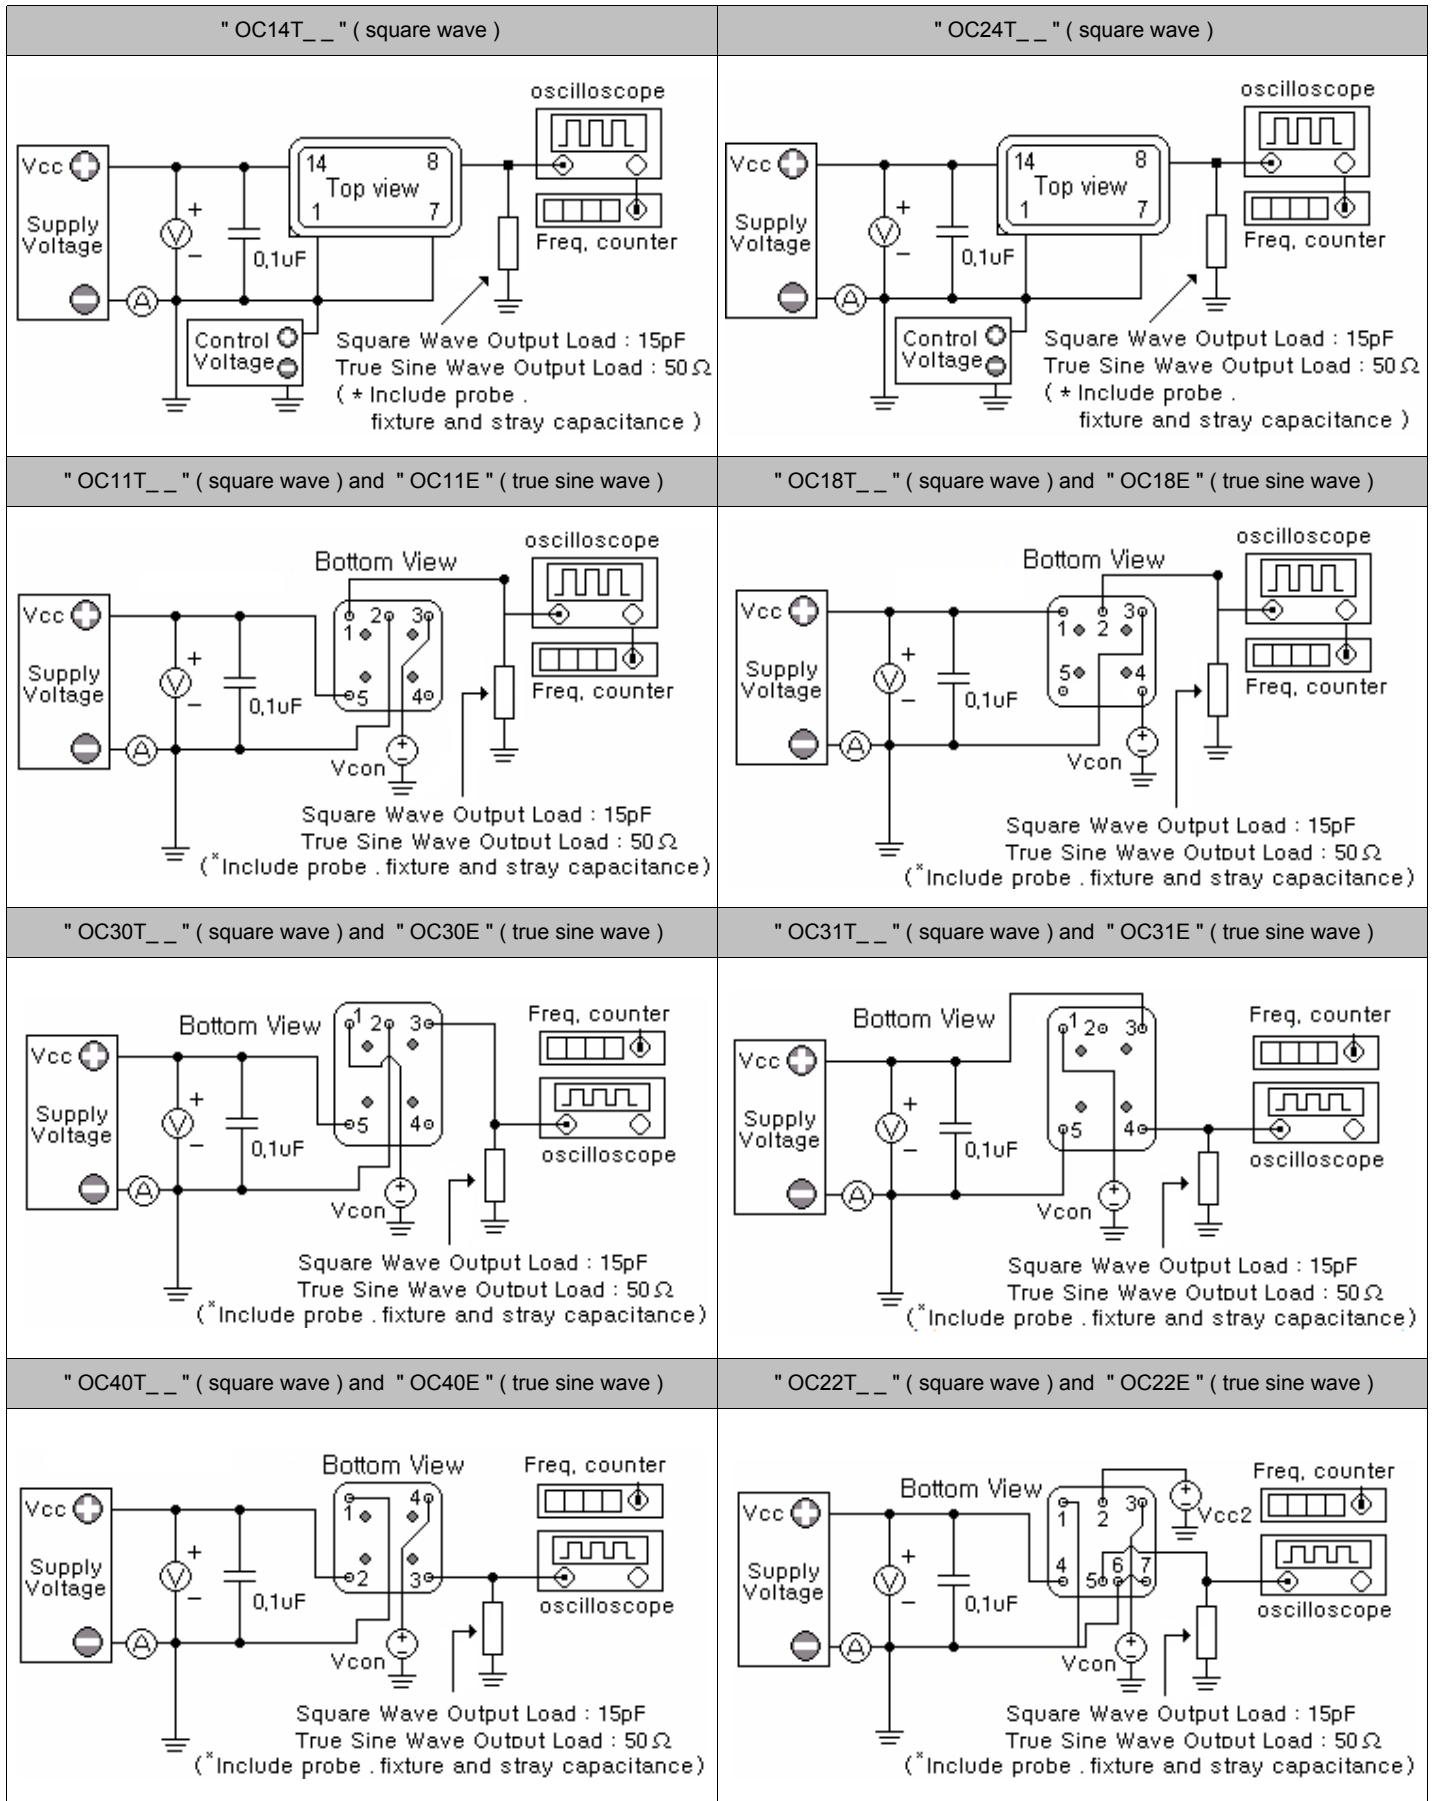 " OC14T_ _ " ( square wave )
" OC24T_ _ " ( square wave )
oscilloscope
Vcc
14
8
Top view
1
7
Supply
Voltage
+
V
−
0,1uF
Freq, counter
A
Control
Voltage
Square Wave Output Load : 15pF
True Sine Wave Output Load : 50Ω
( * Include probe .
fixture and stray capacitance )
oscilloscope
Vcc
14
8
Top view
1
7
Supply
Voltage
+
V
−
0,1uF
Freq, counter
A
Control
Voltage
Square Wave Output Load : 15pF
True Sine Wave Output Load : 50Ω
( * Include probe .
fixture and stray capacitance )
" OC11T_ _ " ( square wave ) and " OC11E " ( true sine wave )
" OC18T_ _ " ( square wave ) and " OC18E " ( true sine wave )
oscilloscope
Bottom View
Vcc
1
2
3
Supply
Voltage
+
V
−
0,1uF
5
4
Freq, counter
A
Vcon
Square Wave Output Load : 15pF
True Sine Wave Output Load : 50Ω
(*Include probe . fixture and stray capacitance)
oscilloscope
Bottom View
Vcc
1
2
3
Supply
Voltage
+
V
−
0,1uF
5
4
Freq, counter
A
Vcon
Square Wave Output Load : 15pF
True Sine Wave Output Load : 50Ω
(*Include probe . fixture and stray capacitance)
" OC30T_ _ " ( square wave ) and " OC30E " ( true sine wave )
" OC31T_ _ " ( square wave ) and " OC31E " ( true sine wave )
Freq, counter
Bottom View
1
2
3
Vcc
Supply
Voltage
+
V
−
0,1uF
5
4
oscilloscope
A
Vcon
Square Wave Output Load : 15pF
True Sine Wave Output Load : 50Ω
(*Include probe . fixture and stray capacitance)
Freq, counter
Bottom View
1
2
3
Vcc
Supply
Voltage
+
V
−
0,1uF
5
4
oscilloscope
A
Vcon
Square Wave Output Load : 15pF
True Sine Wave Output Load : 50Ω
(*Include probe . fixture and stray capacitance)
" OC40T_ _ " ( square wave ) and " OC40E " ( true sine wave )
" OC22T_ _ " ( square wave ) and " OC22E " ( true sine wave )
Bottom View
Freq, counter
Vcc
1
4
Supply
Voltage
+
V
−
0,1uF
2
3
oscilloscope
A
Vcon
Square Wave Output Load : 15pF
True Sine Wave Output Load : 50Ω
(*Include probe . fixture and stray capacitance)
Freq, counter
Bottom View
Vcc
1
2
3
Vcc2
Supply
Voltage
+
V
−
0,1uF
4
5
6
7
oscilloscope
A
Vcon
Square Wave Output Load : 15pF
True Sine Wave Output Load : 50Ω
(*Include probe . fixture and stray capacitance)